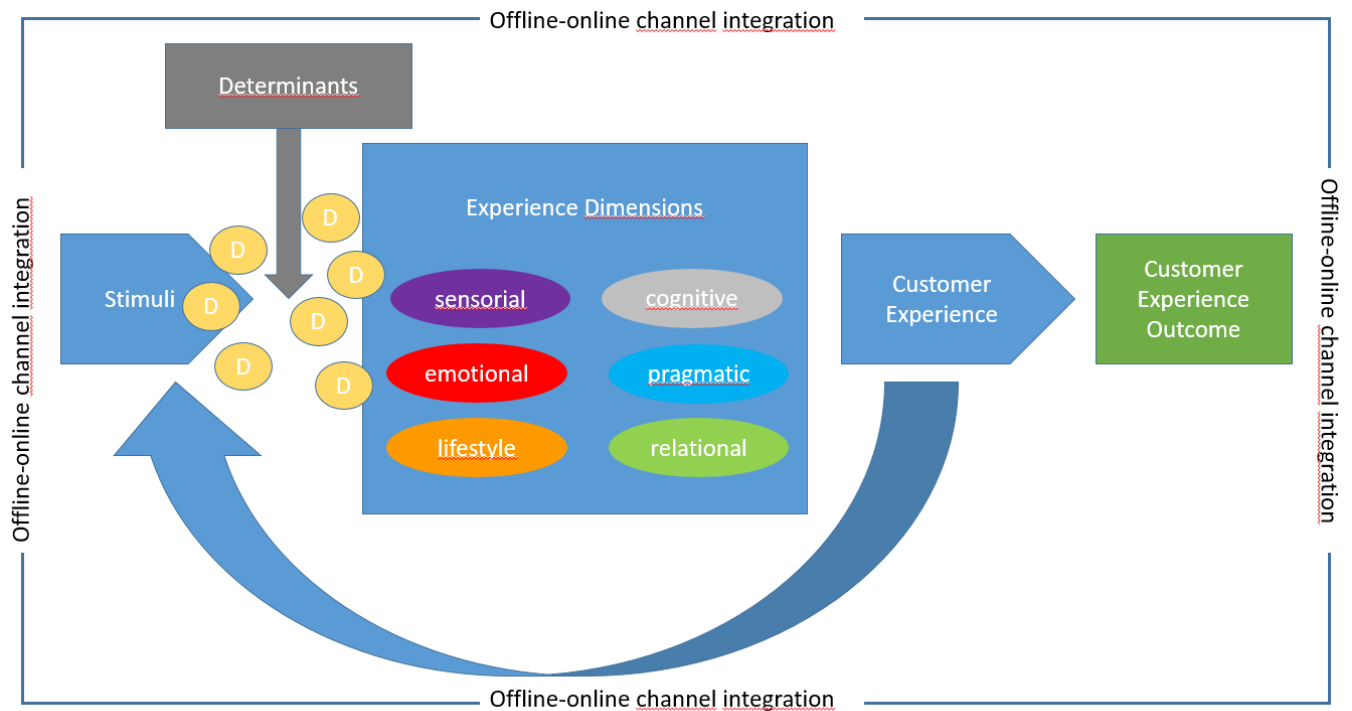 Offline-online channel integration
Determinants
Offline-online channel integration
Offline-online channel integration
Experience Dimensions
D
D
D
D
D
D
D
Stimuli
sensorial
cognitive
emotional
pragmatic
lifestyle
relational
Customer
Experience
Customer
Experience
Outcome
Offline-online channel integration